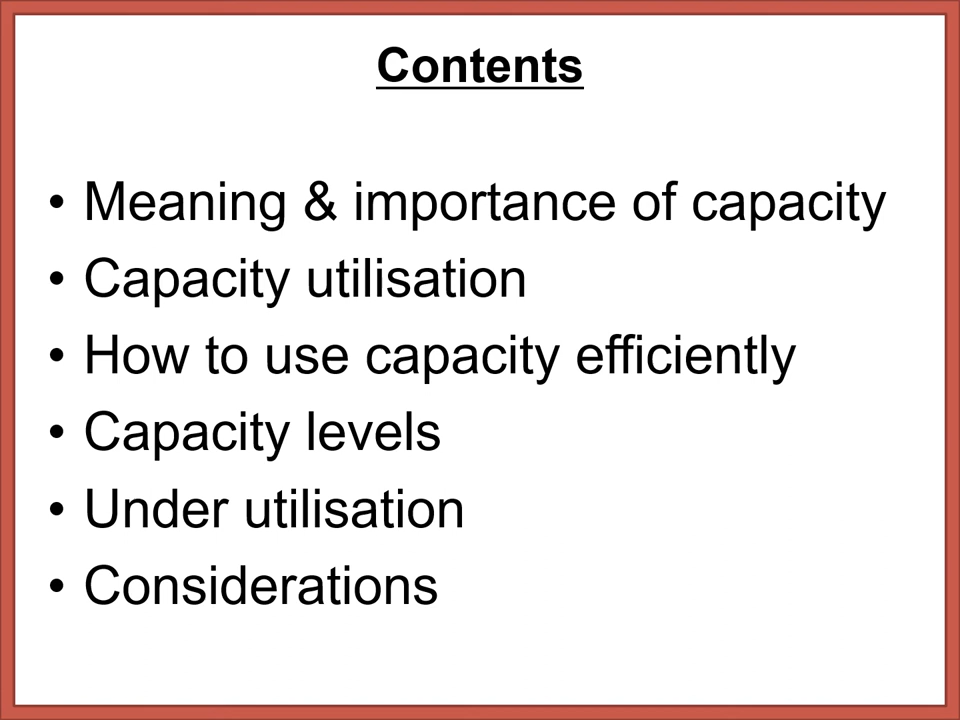 Contents
• Meaning & importance of capacity
• Capacity utilisation
• How to use capacity efficiently
• Capacity levels
• Under utilisation
• Considerations